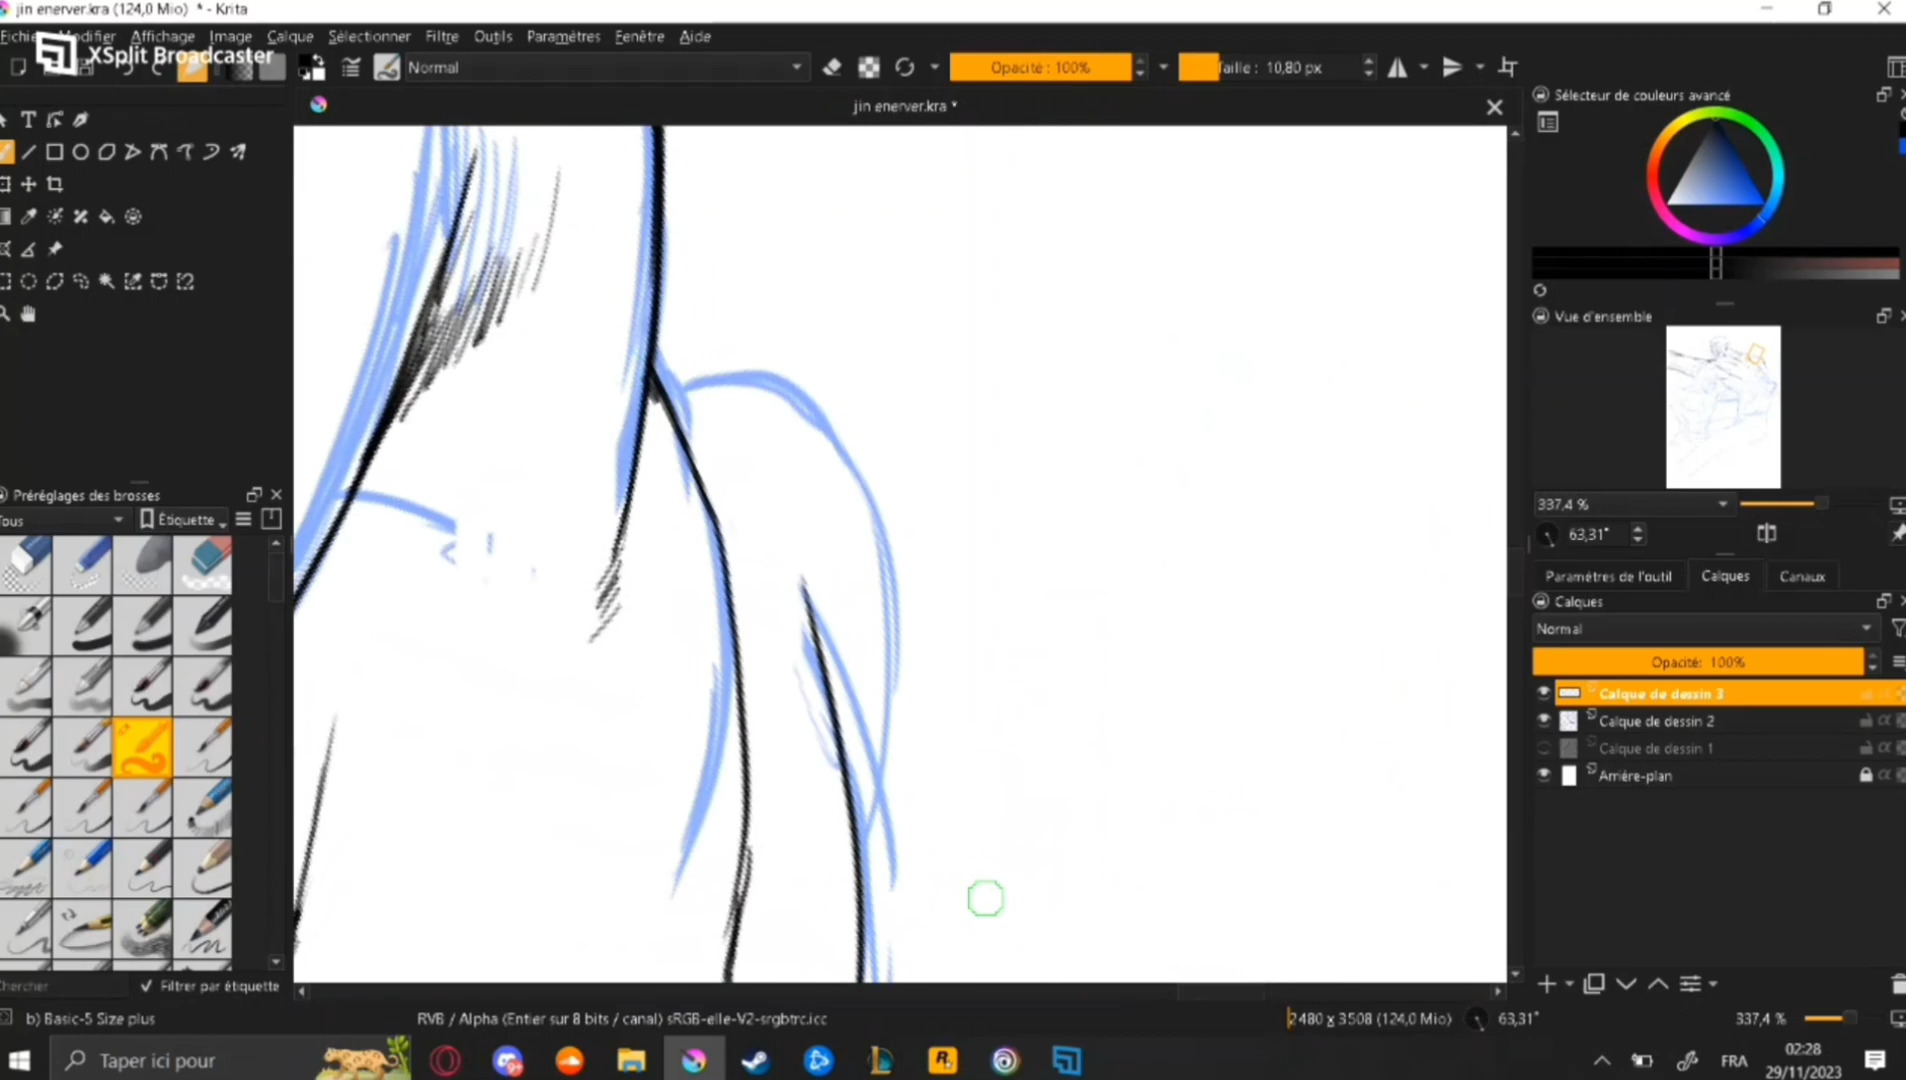 jin enerver.kra (124,0 Mio) * - Krita
Fichier Modifier Affichage Image Calque Sélectionner Filtre Outils Paramètres Fenêtre Aide
XSplit Broadcaster
Normal
Opacité : 100%
Taille : 10,80 px
jin enerver.kra *
Sélecteur de couleurs avancé
Vue d'ensemble
337,4 %
63,31°
Paramètres de l'outil Calques Canaux
Calques
Normal
Opacité: 100%
Calque de dessin 3
Calque de dessin 2
Calque de dessin 1
Arrière-plan
Préréglages des brosses
Tous
Étiquette
Chercher
Filtrer par étiquette
b) Basic-5 Size plus
RVB / Alpha (Entier sur 8 bits / canal) sRGB-elle-V2-srgbtrc.icc
2480 x 3508 (124,0 Mio)
63,31°
337,4 %
Taper ici pour
FRA
02:28
29/11/2023